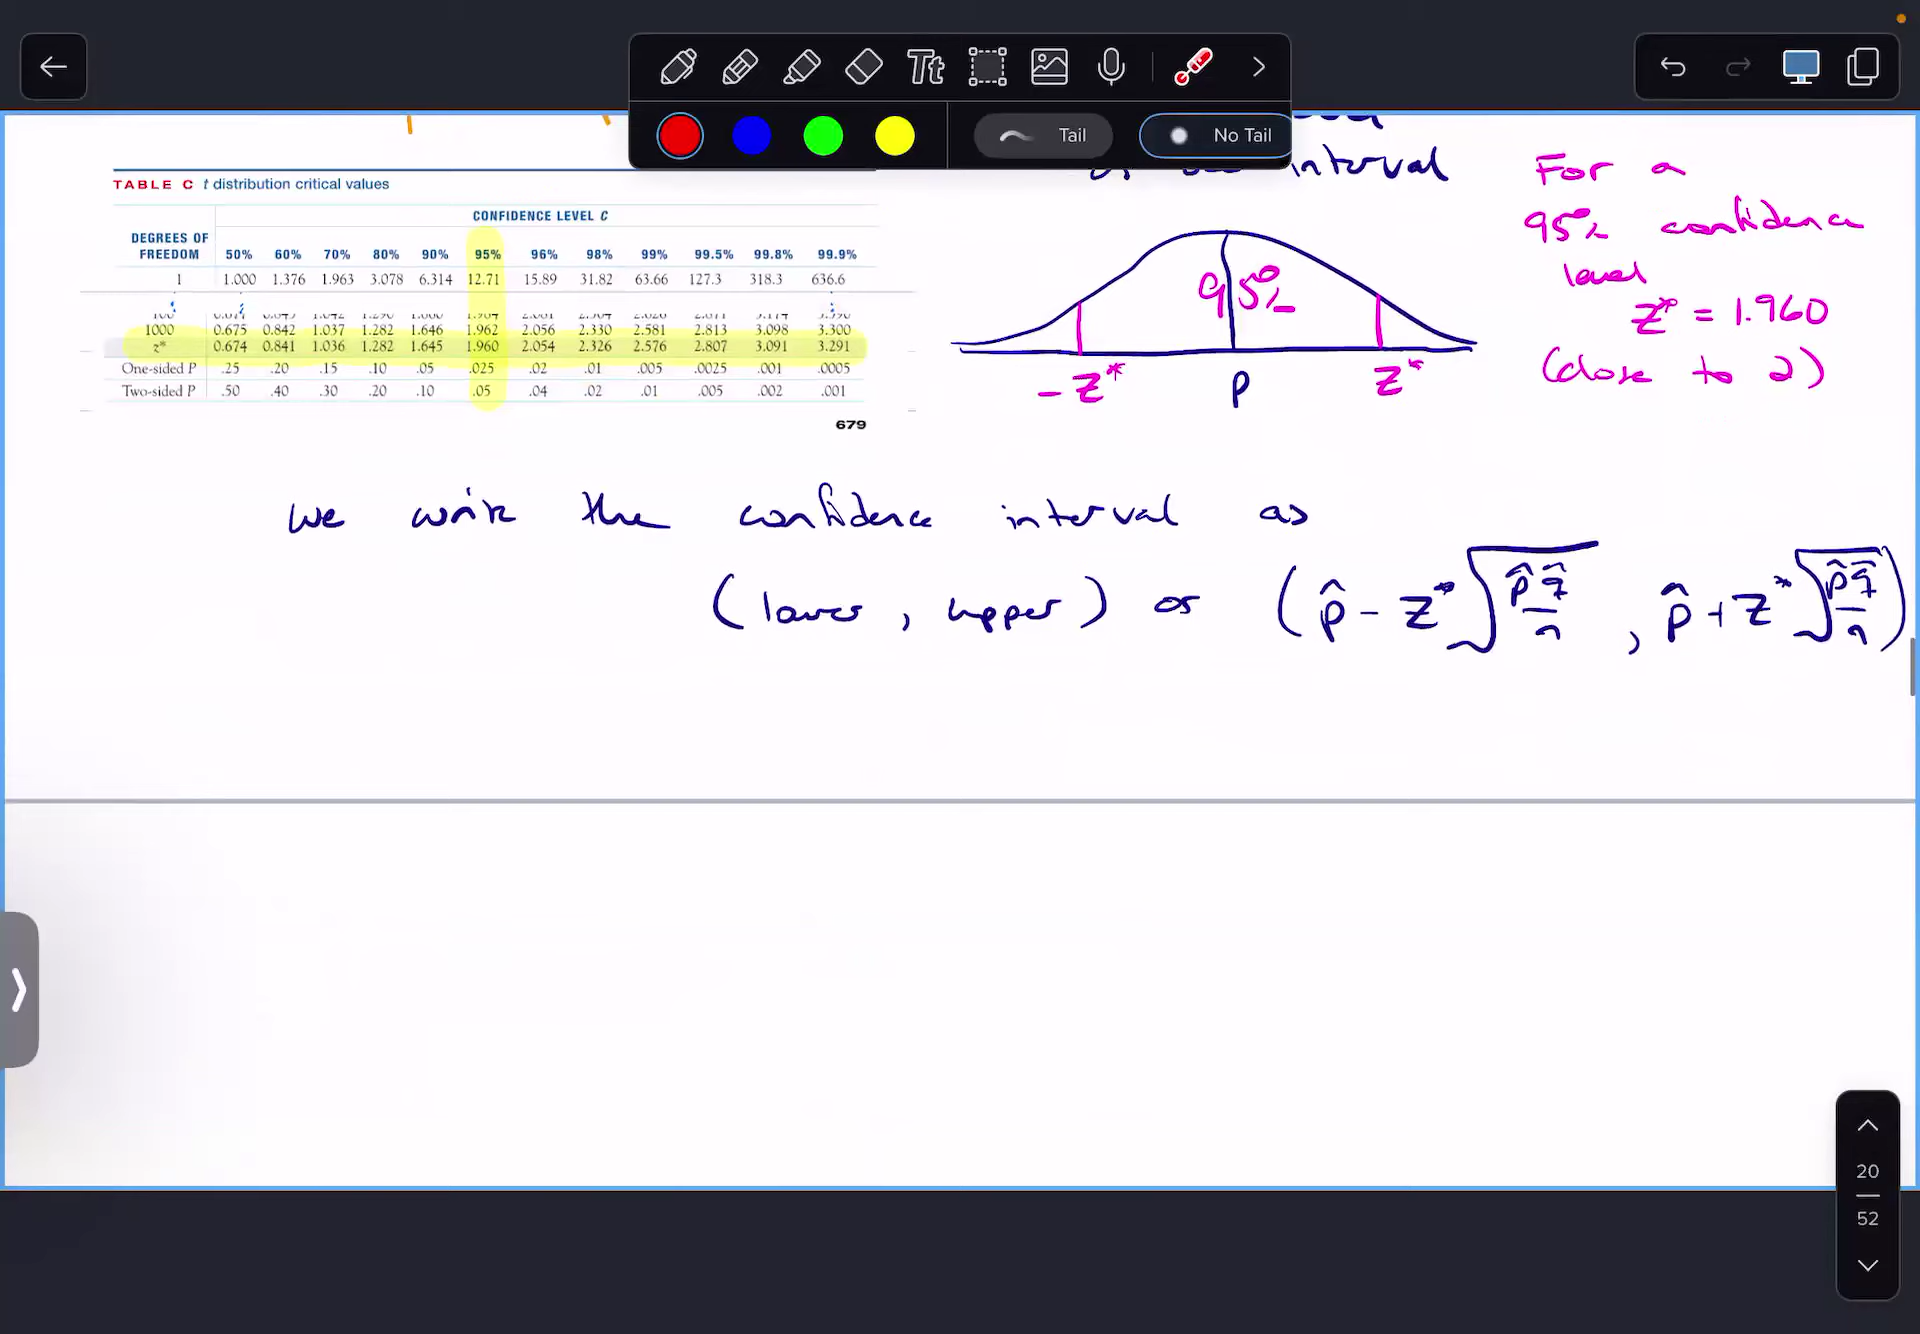 Tt
Tail
No Tail
interval
TABLE C t distribution critical values
CONFIDENCE LEVEL C
DEGREES OF FREEDOM 50% 60% 70% 80% 90% 95% 96% 98% 99% 99.5% 99.8% 99.9%
1 1.000 1.376 1.963 3.078 6.314 12.71 15.89 31.82 63.66 127.3 318.3 636.6
1000 0.675 0.842 1.037 1.282 1.646 1.962 2.056 2.330 2.581 2.813 3.098 3.300
z* 0.674 0.841 1.036 1.282 1.645 1.960 2.054 2.326 2.576 2.807 3.091 3.291
One-sided P .25 .20 .15 .10 .05 .025 .02 .01 .005 .0025 .001 .0005
Two-sided P .50 .40 .30 .20 .10 .05 .04 .02 .01 .005 .002 .001
679
95%
-z* p z*
For a
95% confidence
level
z* = 1.960
(close to 2)
We write the confidence interval as
(lower, upper) or (p̂ - z*√(p̂q̂/n), p̂ + z*√(p̂q̂/n))
20
52